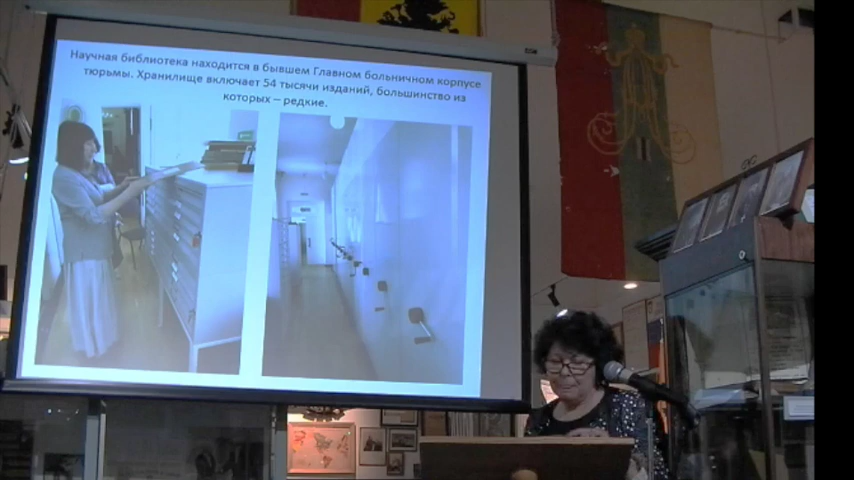 Научная библиотека находится в бывшем Главном больничном корпусе
тюрьмы. Хранилище включает 54 тысячи изданий, большинство из
которых – редкие.